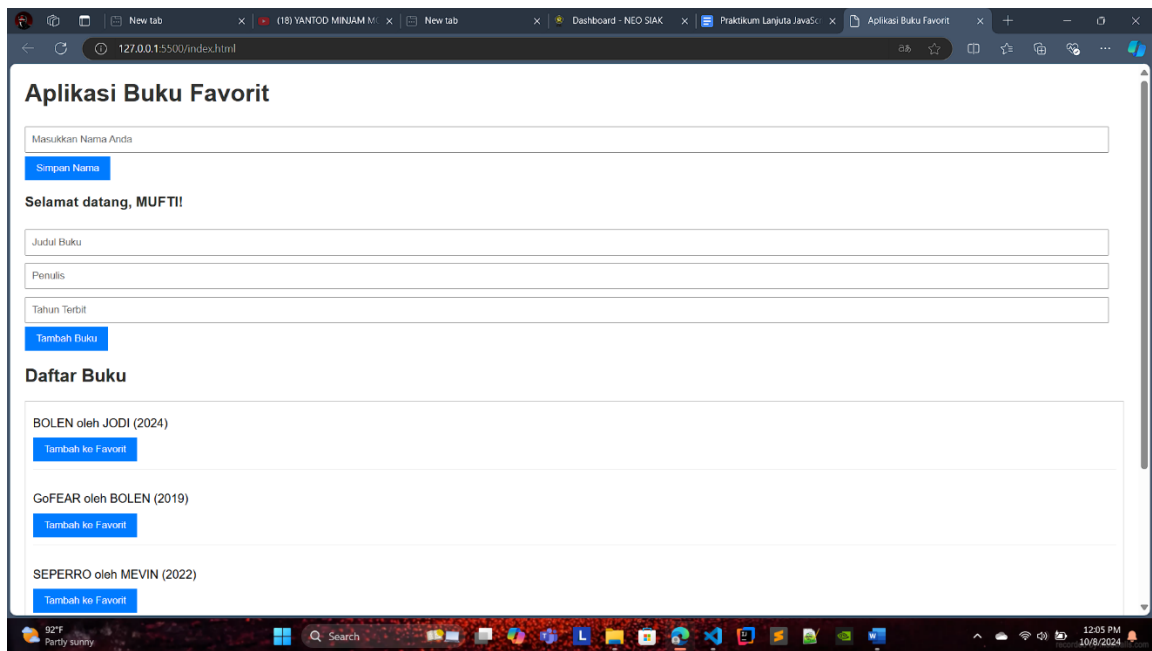 New tab
(18) YANTOD MINJAM M
New tab
Dashboard - NEO SIAK
Praktikum Lanjuta JavaSc
Aplikasi Buku Favorit
127.0.0.1:5500/index.html
Aplikasi Buku Favorit
Masukkan Nama Anda
Simpan Nama
Selamat datang, MUFTI!
Judul Buku
Penulis
Tahun Terbit
Tambah Buku
Daftar Buku
BOLEN oleh JODI (2024)
Tambah ke Favorit
GoFEAR oleh BOLEN (2019)
Tambah ke Favorit
SEPERRO oleh MEVIN (2022)
Tambah ke Favorit
92°F
Partly sunny
Search
12:05 PM
10/8/2024